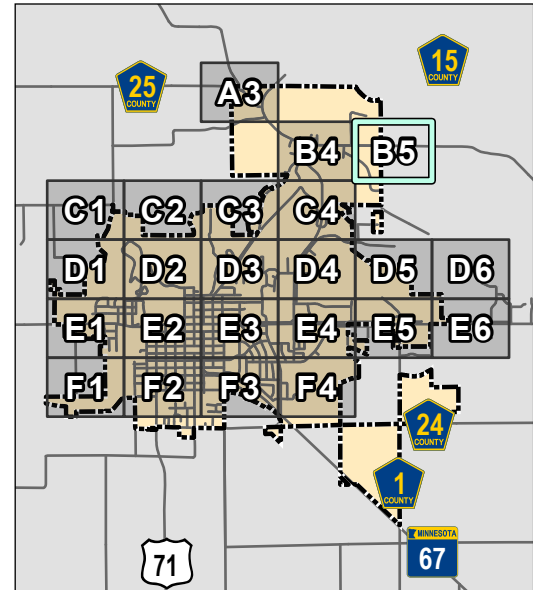 15
COUNTY
25
COUNTY
A3
B4 B5
C1 C2 C3 C4
D1 D2 D3 D4 D5 D6
E1 E2 E3 E4 E5 E6
F1 F2 F3 F4
24
COUNTY
1
COUNTY
MINNESOTA
67
71